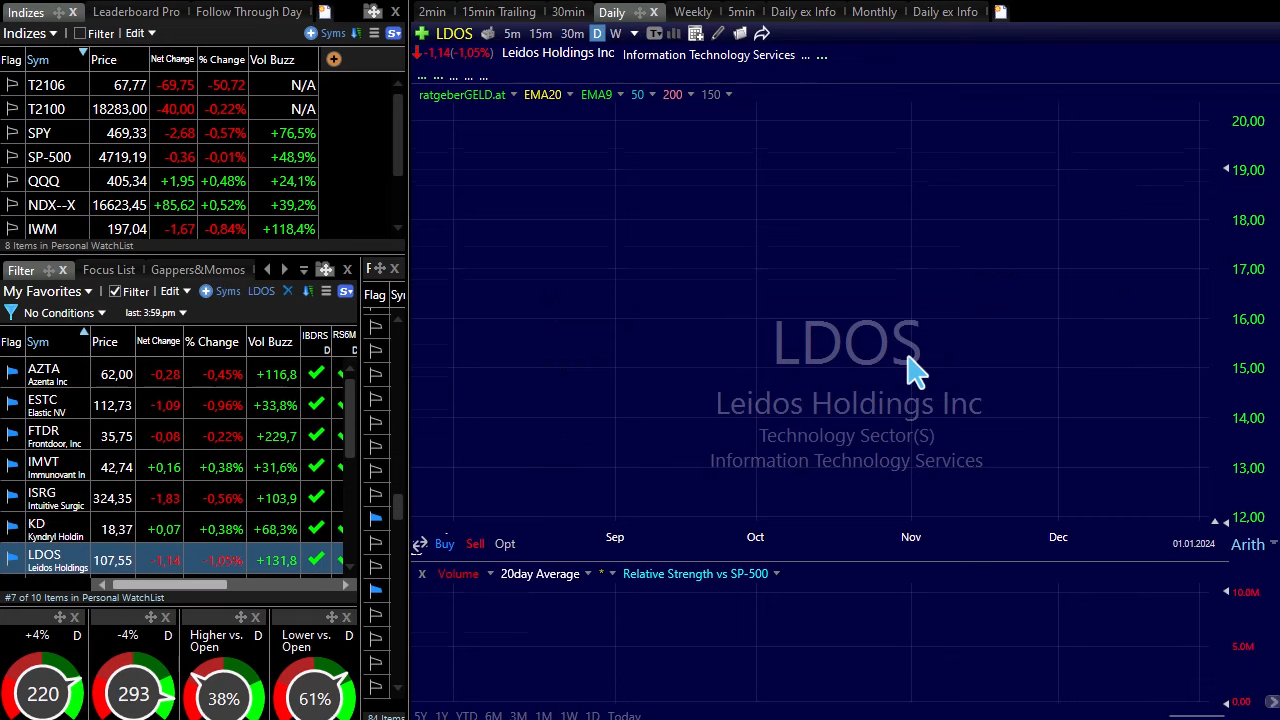 Indizes Leaderboard Pro Follow Through Day
Indizes Filter Edit Syms S
Flag Sym Price Net Change % Change Vol Buzz
T2106 67,77 -69,75 -50,72 N/A
T2100 18283,00 -40,00 -0,22% N/A
SPY 469,33 -2,68 -0,57% +76,5%
SP-500 4719,19 -0,36 -0,01% +48,9%
QQQ 405,34 +1,95 +0,48% +24,1%
NDX--X 16623,45 +85,62 +0,52% +39,2%
IWM 197,04 -1,67 -0,84% +118,4%
8 Items in Personal WatchList
Filter Focus List Gappers&Momos
My Favorites Filter Edit Syms LDOS S
No Conditions last: 3:59pm
Flag Sym Price Net Change % Change Vol Buzz IBDRS D RS6M D
AZTA 62,00 -0,28 -0,45% +116,8
Azenta Inc
ESTC 112,73 -1,09 -0,96% +33,8%
Elastic NV
FTDR 35,75 -0,08 -0,22% +229,7
Frontdoor, Inc
IMVT 42,74 +0,16 +0,38% +31,6%
Immunovant In
ISRG 324,35 -1,83 -0,56% +103,9
Intuitive Surgic
KD 18,37 +0,07 +0,38% +68,3%
Kyndryl Holdin
LDOS 107,55 -1,14 -1,05% +131,8
Leidos Holdings
#7 of 10 Items in Personal WatchList
Flag Sy
84 Items
+4% D
220
-4% D
293
Higher vs. Open D
38%
Lower vs. Open D
61%
2min 15min Trailing 30min Daily Weekly 5min Daily ex Info Monthly Daily ex Info
LDOS 5m 15m 30m D W T
-1,14(-1,05%) Leidos Holdings Inc Information Technology Services ... ...
... ... ... ... ...
ratgeberGELD.at EMA20 EMA9 50 200 150
20,00
19,00
18,00
17,00
16,00
15,00
14,00
13,00
12,00
LDOS
Leidos Holdings Inc
Technology Sector(S)
Information Technology Services
Sep Oct Nov Dec 01.01.2024 Arith
Buy Sell Opt
X Volume 20day Average * Relative Strength vs SP-500
10.0M
5.0M
0.00
5Y 1Y YTD 6M 3M 1M 1W 1D Today